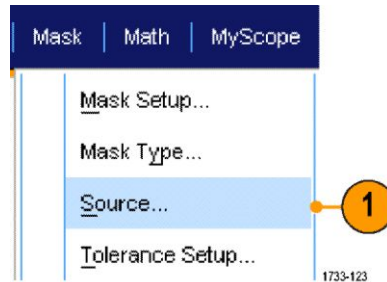 Mask Math MyScope
Mask Setup...
Mask Type...
Source...
1
Tolerance Setup...
1733-123